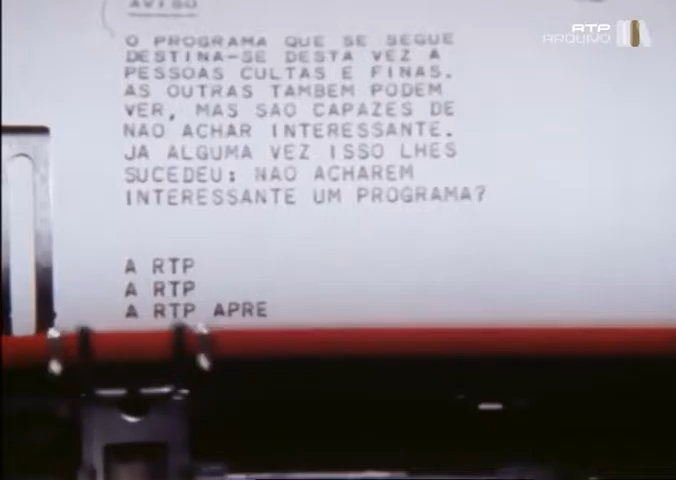 AVISO
RTP
ARQUIVO
O PROGRAMA QUE SE SEGUE
DESTINA-SE DESTA VEZ A
PESSOAS CULTAS E FINAS.
AS OUTRAS TAMBEM PODEM
VER, MAS SAO CAPAZES DE
NAO ACHAR INTERESSANTE.
JA ALGUMA VEZ ISSO LHES
SUCEDEU: NAO ACHAREM
INTERESSANTE UM PROGRAMA?
A RTP
A RTP
A RTP APRE